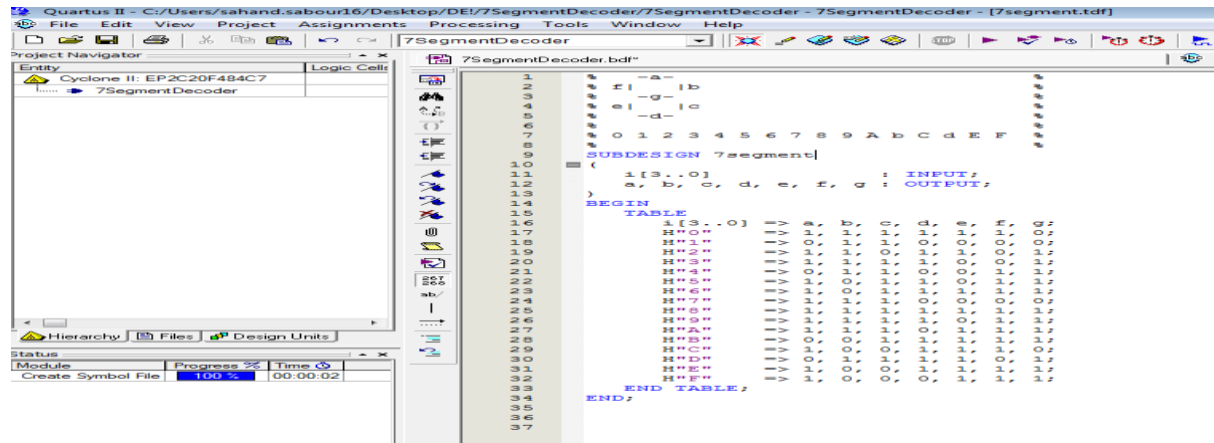 Quartus II - C:/Users/sahand.sabour16/Desktop/DE!/7SegmentDecoder/7SegmentDecoder - 7SegmentDecoder - [7segment.tdf]
File Edit View Project Assignments Processing Tools Window Help
7SegmentDecoder
Project Navigator
Entity Logic Cells
Cyclone II: EP2C20F484C7
7SegmentDecoder
Hierarchy Files Design Units
Status
Module Progress % Time
Create Symbol File 100 % 00:00:02
7SegmentDecoder.bdf*
267
268
ab/
1 % -a- %
2 % f| |b %
3 % -g- %
4 % e| |c %
5 % -d- %
6 % %
7 % 0 1 2 3 4 5 6 7 8 9 A b C d E F %
8 % %
9 SUBDESIGN 7segment
10 (
11 i[3..0] : INPUT;
12 a, b, c, d, e, f, g : OUTPUT;
13 )
14 BEGIN
15 TABLE
16 i[3..0] => a, b, c, d, e, f, g;
17 H"0" => 1, 1, 1, 1, 1, 1, 0;
18 H"1" => 0, 1, 1, 0, 0, 0, 0;
19 H"2" => 1, 1, 0, 1, 1, 0, 1;
20 H"3" => 1, 1, 1, 1, 0, 0, 1;
21 H"4" => 0, 1, 1, 0, 0, 1, 1;
22 H"5" => 1, 0, 1, 1, 0, 1, 1;
23 H"6" => 1, 0, 1, 1, 1, 1, 1;
24 H"7" => 1, 1, 1, 0, 0, 0, 0;
25 H"8" => 1, 1, 1, 1, 1, 1, 1;
26 H"9" => 1, 1, 1, 1, 0, 1, 1;
27 H"A" => 1, 1, 1, 0, 1, 1, 1;
28 H"B" => 0, 0, 1, 1, 1, 1, 1;
29 H"C" => 1, 0, 0, 1, 1, 1, 0;
30 H"D" => 0, 1, 1, 1, 1, 0, 1;
31 H"E" => 1, 0, 0, 1, 1, 1, 1;
32 H"F" => 1, 0, 0, 0, 1, 1, 1;
33 END TABLE;
34 END;
35
36
37